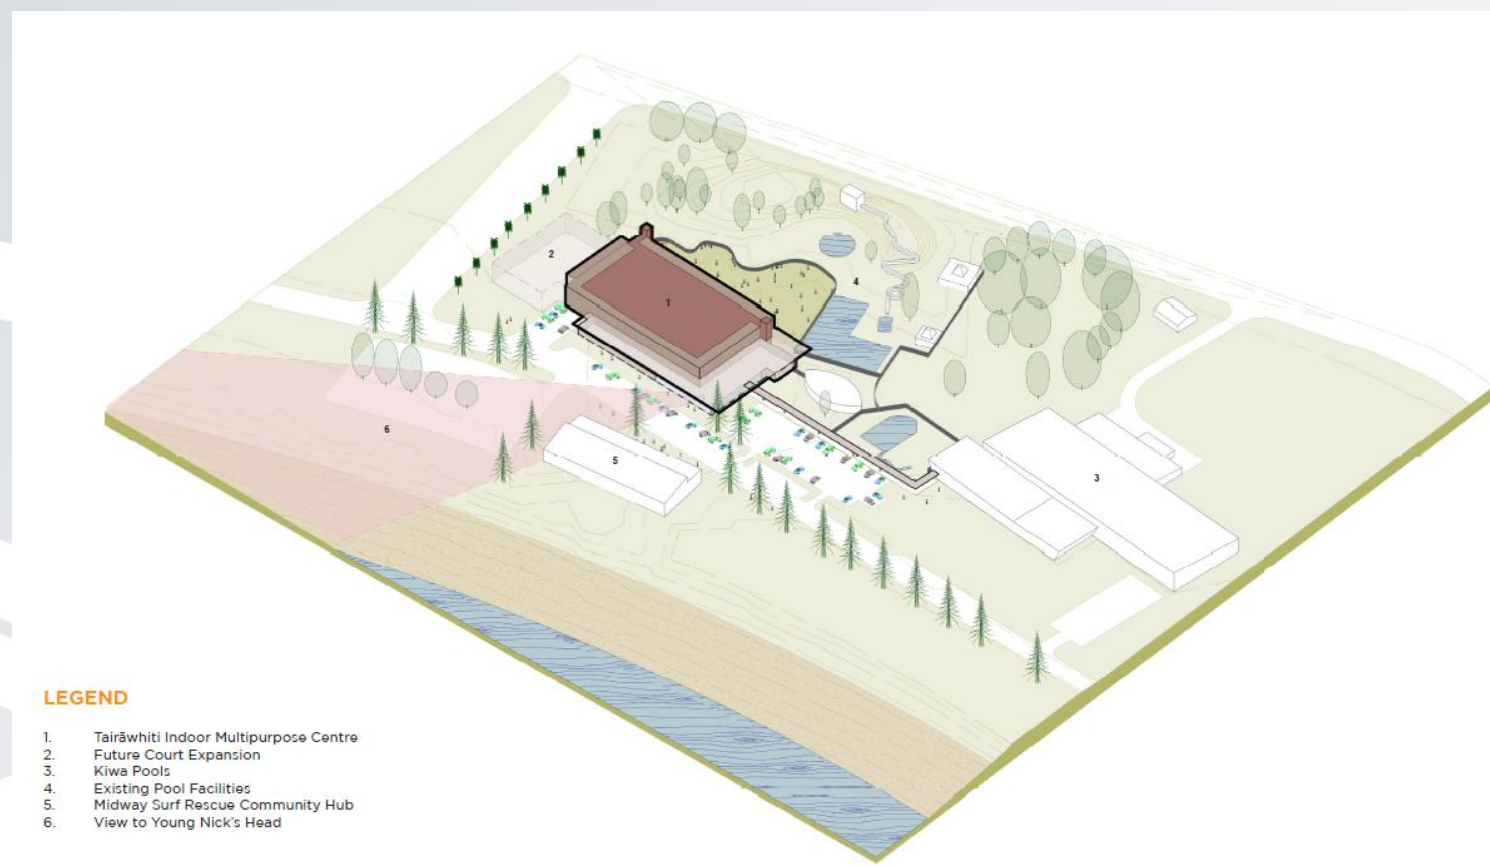 2
1
4
6
5
3
LEGEND
1. Tairāwhiti Indoor Multipurpose Centre
2. Future Court Expansion
3. Kiwa Pools
4. Existing Pool Facilities
5. Midway Surf Rescue Community Hub
6. View to Young Nick's Head